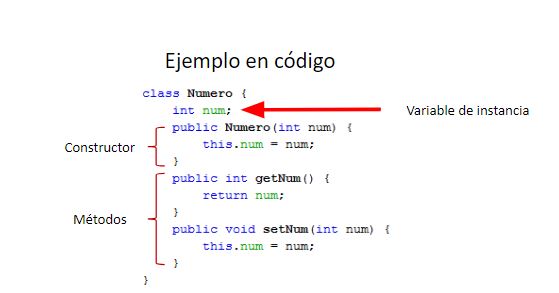 Ejemplo en código
class Numero {
int num;
Variable de instancia
public Numero(int num) {
Constructor
this.num = num;
}
public int getNum() {
return num;
}
Métodos
public void setNum(int num) {
this.num = num;
}
}